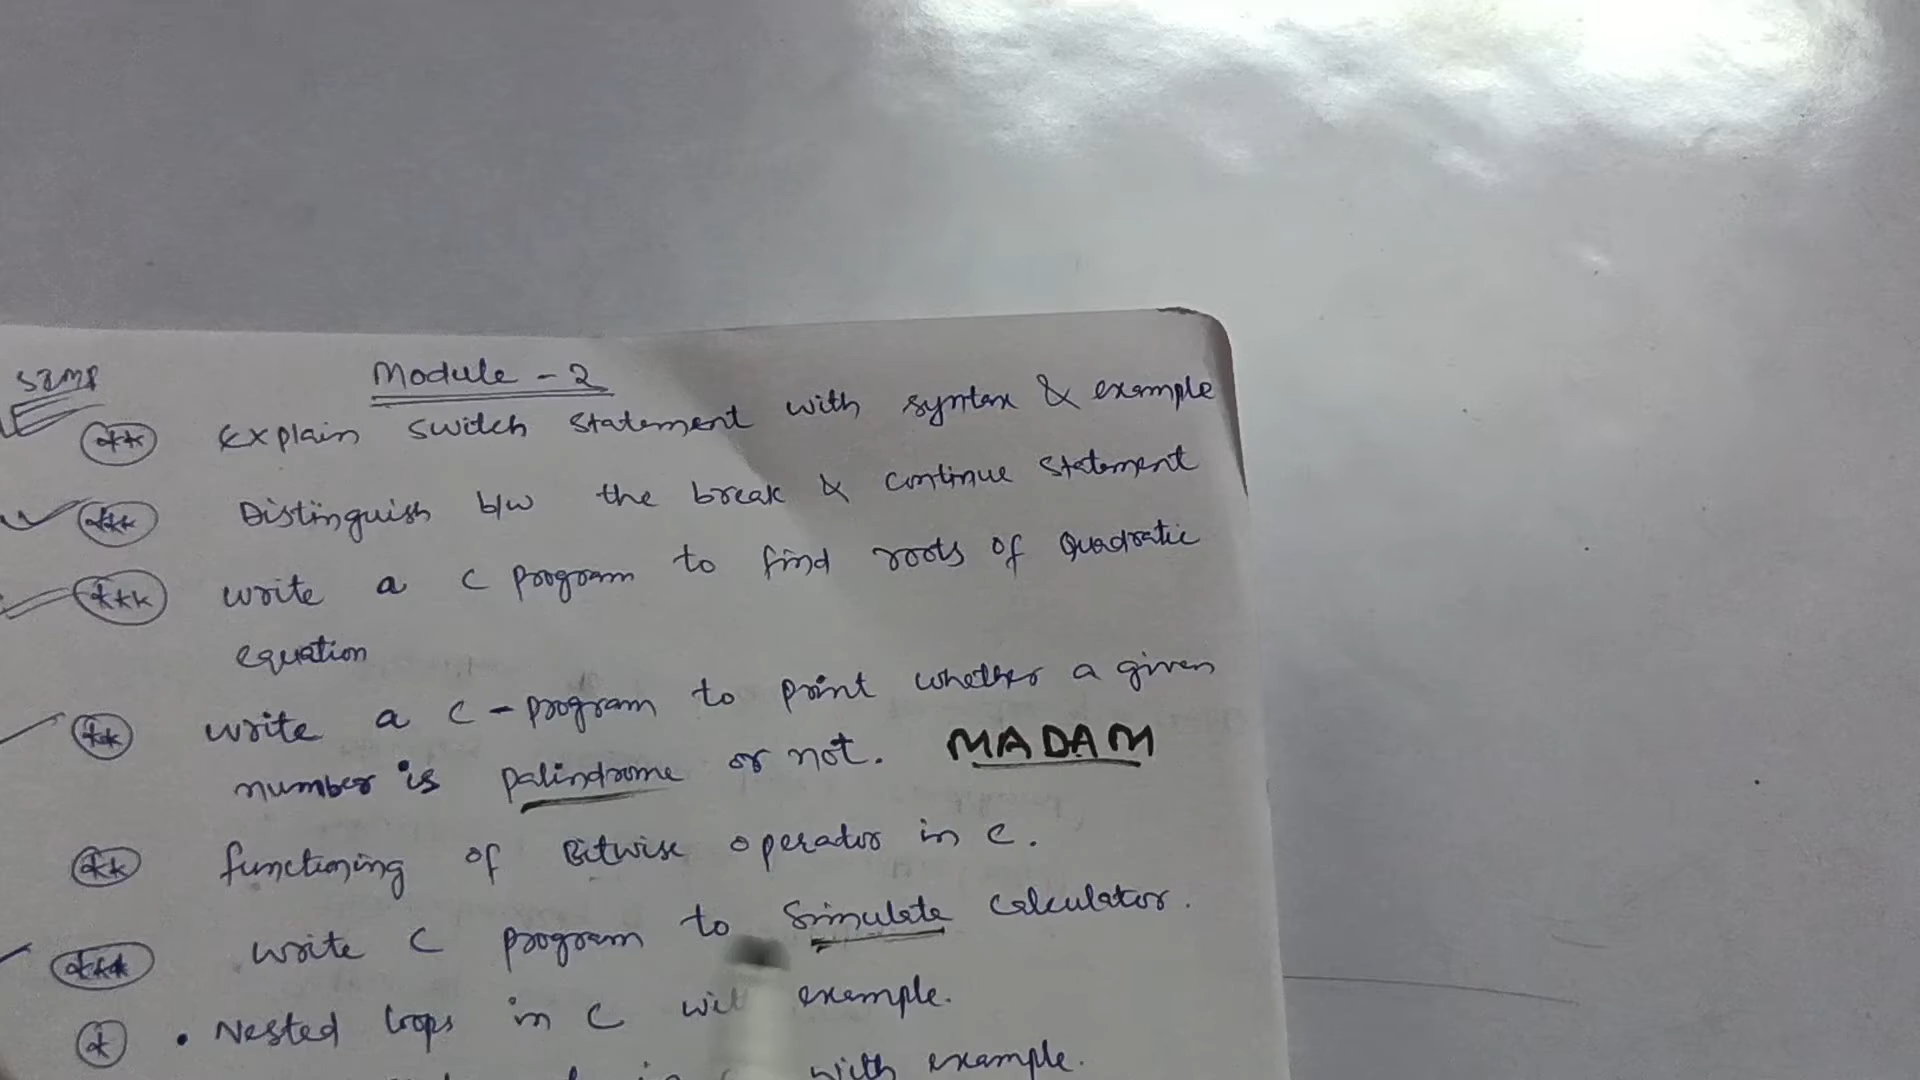 Module - 2
** Explain switch statement with syntax & example
*** Distinguish b/w the break & continue statement
*** write a C program to find roots of Quadratic
equation
** write a C - program to print whether a given
number is palindrome or not. MADAM
** functioning of Bitwise operator in C.
*** write C program to simulate calculator.
* • Nested loops in C example.
with example.